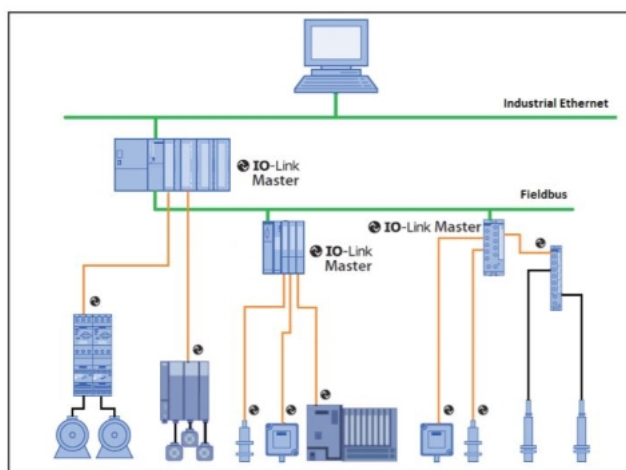 Industrial Ethernet
IO-Link
Master
Fieldbus
IO-Link Master
IO-Link
Master